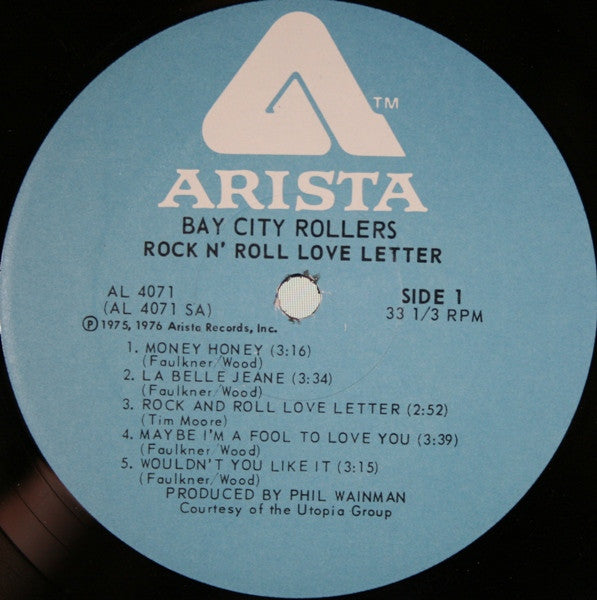 TM
ARISTA
BAY CITY ROLLERS
ROCK N' ROLL LOVE LETTER
AL 4071
(AL 4071 SA)
Ⓟ1975, 1976 Arista Records, Inc.
SIDE 1
33 1/3 RPM
1. MONEY HONEY (3:16)
(Faulkner/Wood)
2. LA BELLE JEANE (3:34)
(Faulkner/Wood)
3. ROCK AND ROLL LOVE LETTER (2:52)
(Tim Moore)
4. MAYBE I'M A FOOL TO LOVE YOU (3:39)
(Faulkner/Wood)
5. WOULDN'T YOU LIKE IT (3:15)
(Faulkner/Wood)
PRODUCED BY PHIL WAINMAN
Courtesy of the Utopia Group